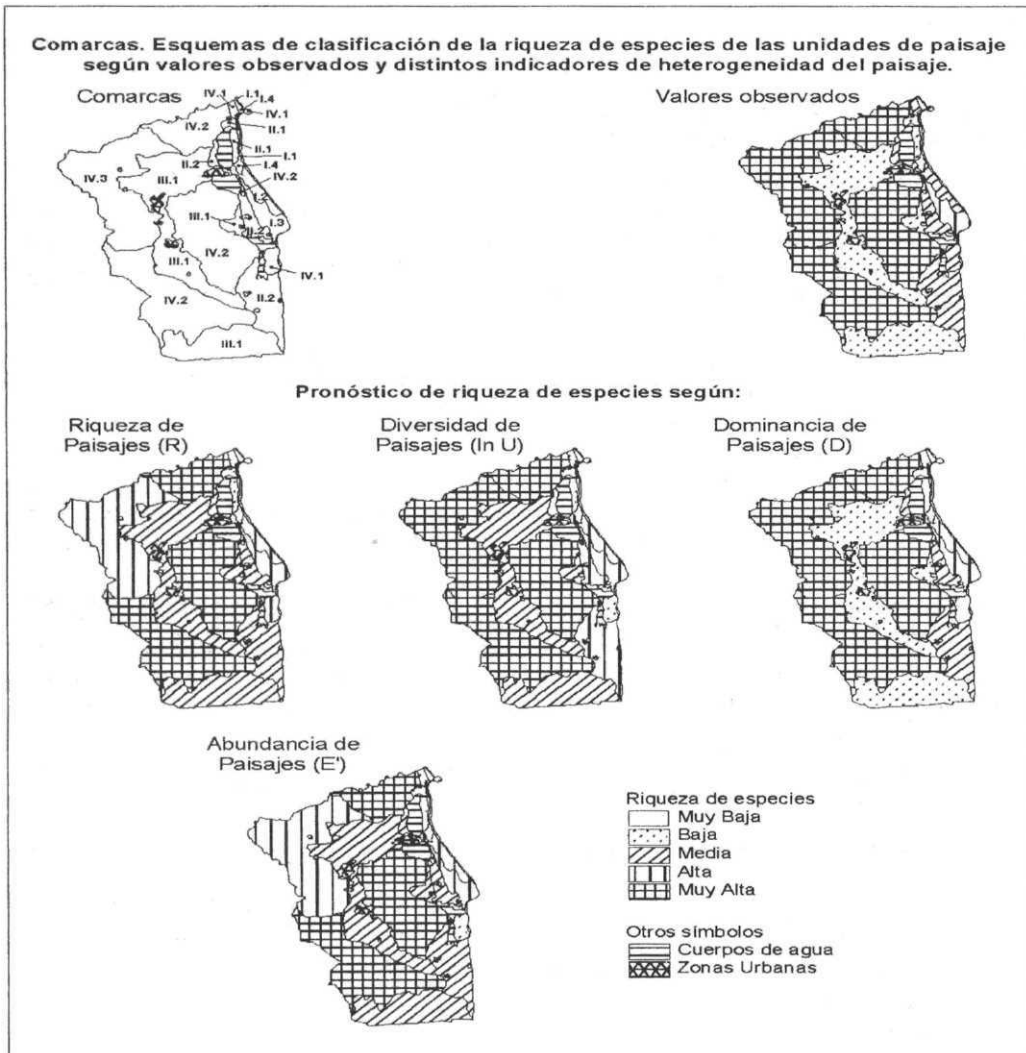 Comarcas. Esquemas de clasificación de la riqueza de especies de las unidades de paisaje
según valores observados y distintos indicadores de heterogeneidad del paisaje.
Comarcas
Valores observados
IV.1
I.1
I.4
IV.1
IV.2
II.1
II.1
I.1
I.4
II.2
IV.2
IV.3
III.1
III.1
I.3
IV.2
III.1
IV.1
IV.2
II.2
III.1
Pronóstico de riqueza de especies según:
Riqueza de
Paisajes (R)
Diversidad de
Paisajes (ln U)
Dominancia de
Paisajes (D)
Abundancia de
Paisajes (E')
Riqueza de especies
Muy Baja
Baja
Media
Alta
Muy Alta
Otros símbolos
Cuerpos de agua
Zonas Urbanas